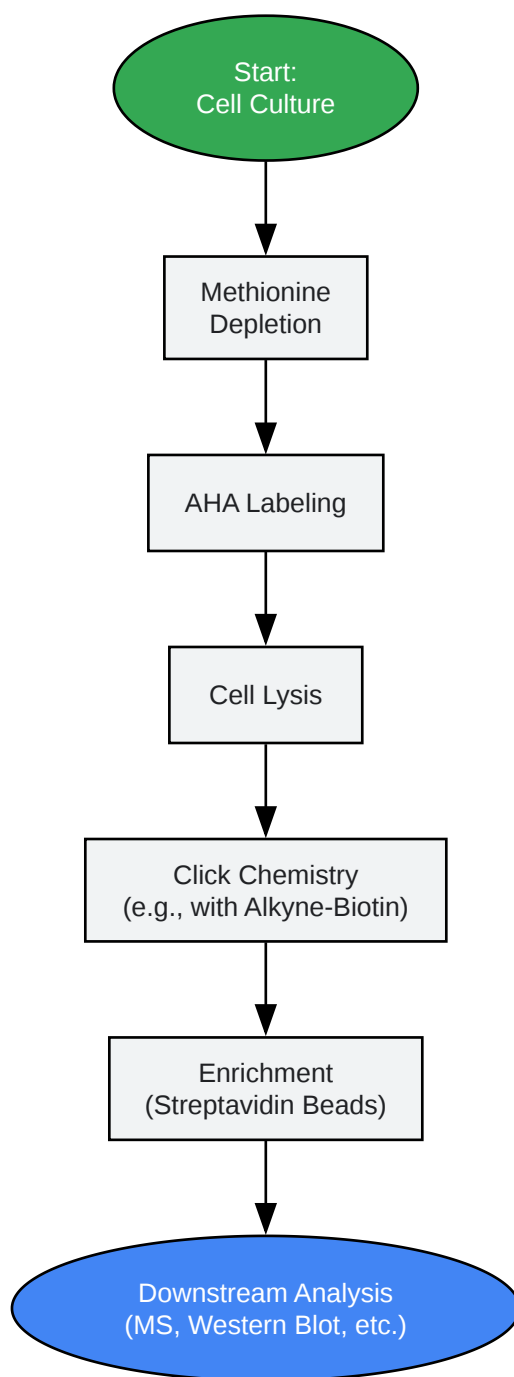 Start:
Cell Culture
Methionine
Depletion
AHA Labeling
Cell Lysis
Click Chemistry
(e.g., with Alkyne-Biotin)
Enrichment
(Streptavidin Beads)
Downstream Analysis
(MS, Western Blot, etc.)